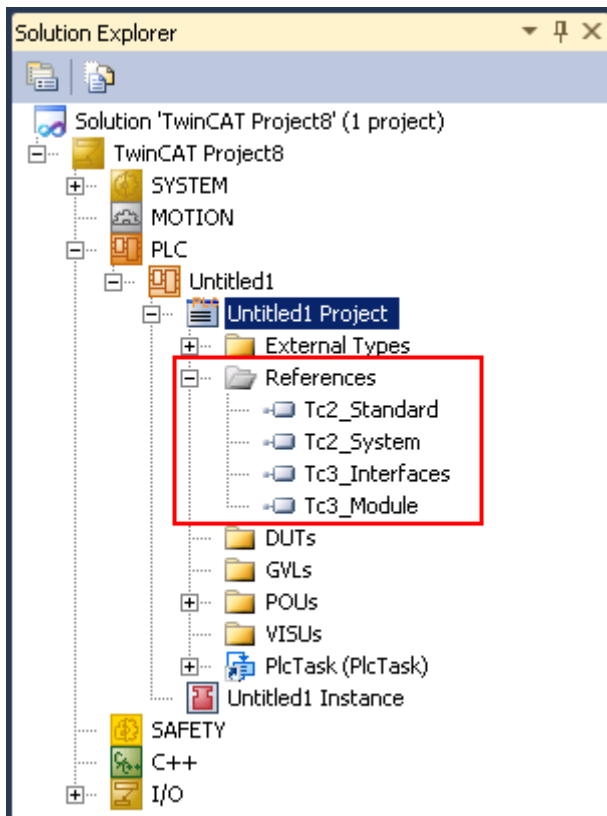 Solution Explorer
Solution 'TwinCAT Project8' (1 project)
TwinCAT Project8
SYSTEM
MOTION
PLC
Untitled1
Untitled1 Project
External Types
References
Tc2_Standard
Tc2_System
Tc3_Interfaces
Tc3_Module
DUTs
GVLs
POUs
VISUs
PlcTask (PlcTask)
Untitled1 Instance
SAFETY
C++
I/O